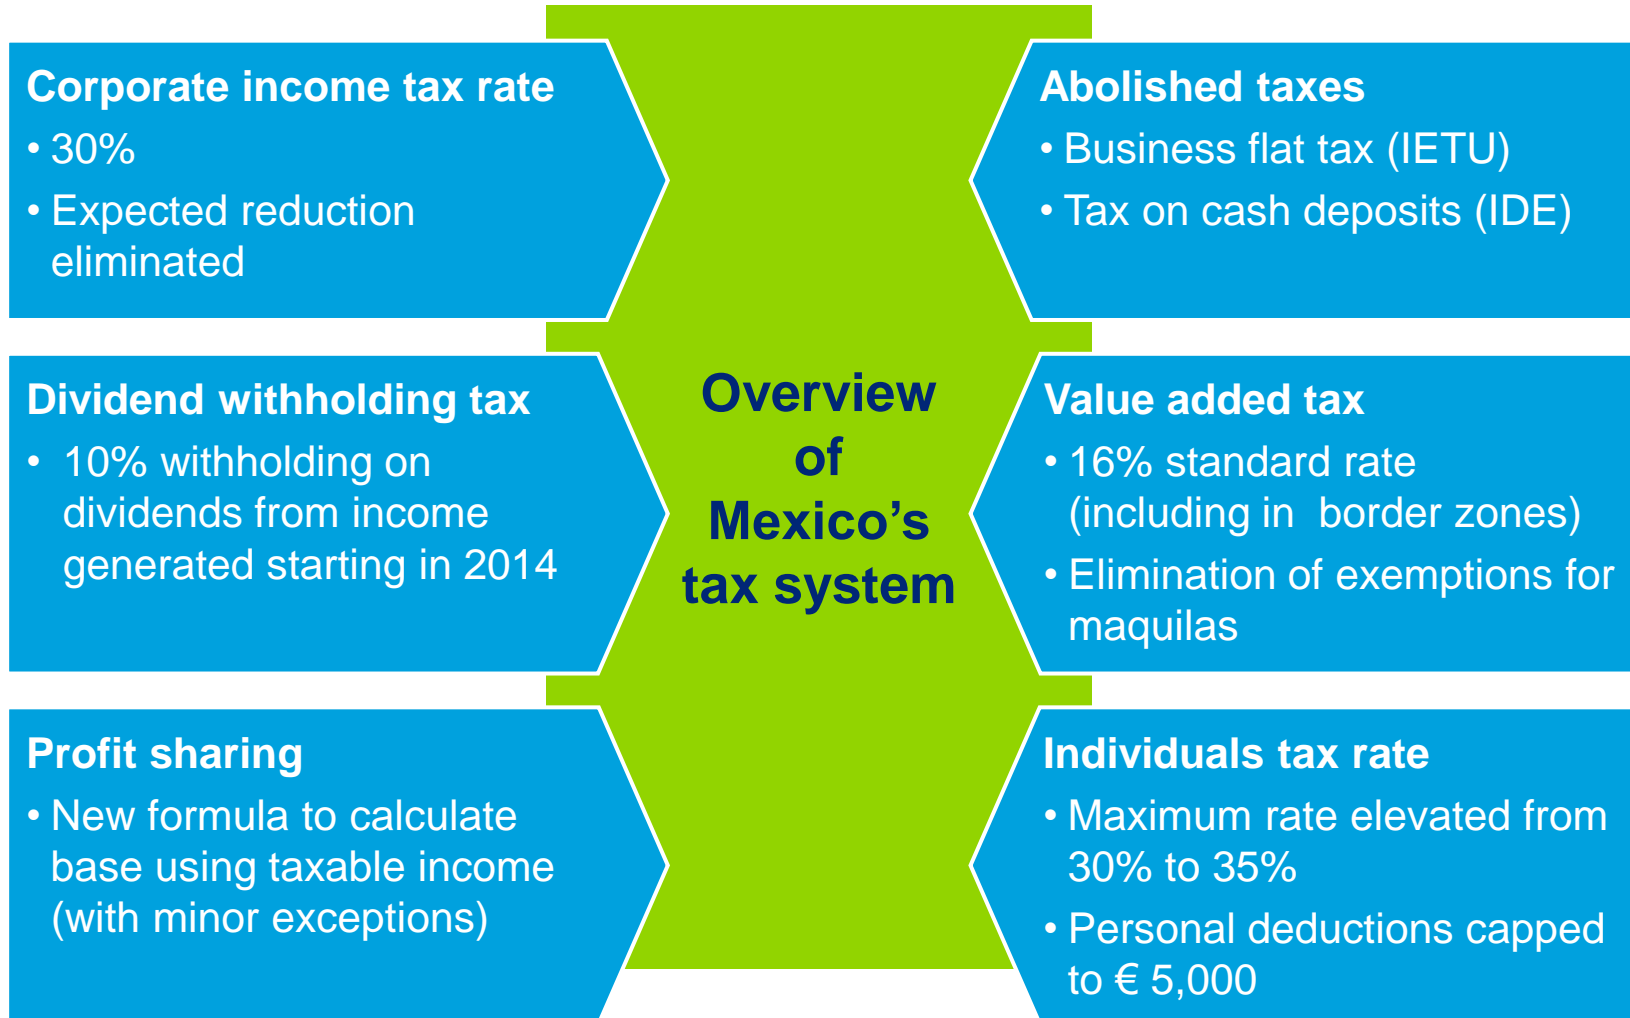 Corporate income tax rate
• 30%
• Expected reduction
eliminated
Dividend withholding tax
• 10% withholding on
dividends from income
generated starting in 2014
Profit sharing
• New formula to calculate
base using taxable income
(with minor exceptions)
Overview
of
Mexico’s
tax system
Abolished taxes
• Business flat tax (IETU)
• Tax on cash deposits (IDE)
Value added tax
• 16% standard rate
(including in border zones)
• Elimination of exemptions for
maquilas
Individuals tax rate
• Maximum rate elevated from
30% to 35%
• Personal deductions capped
to € 5,000